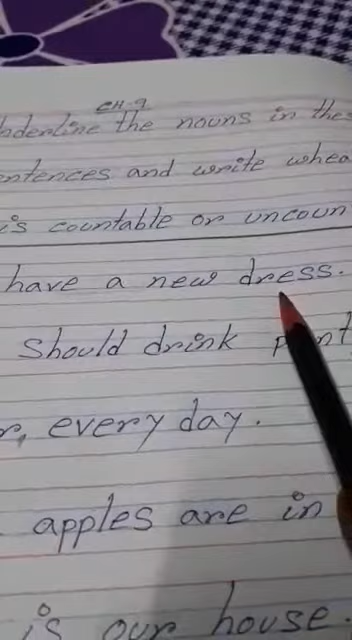 CH-9
nderline the nouns in the
entences and write whea
is countable or uncoun
have a new dress.
Should drink
r, every day.
apples are in
is our house.